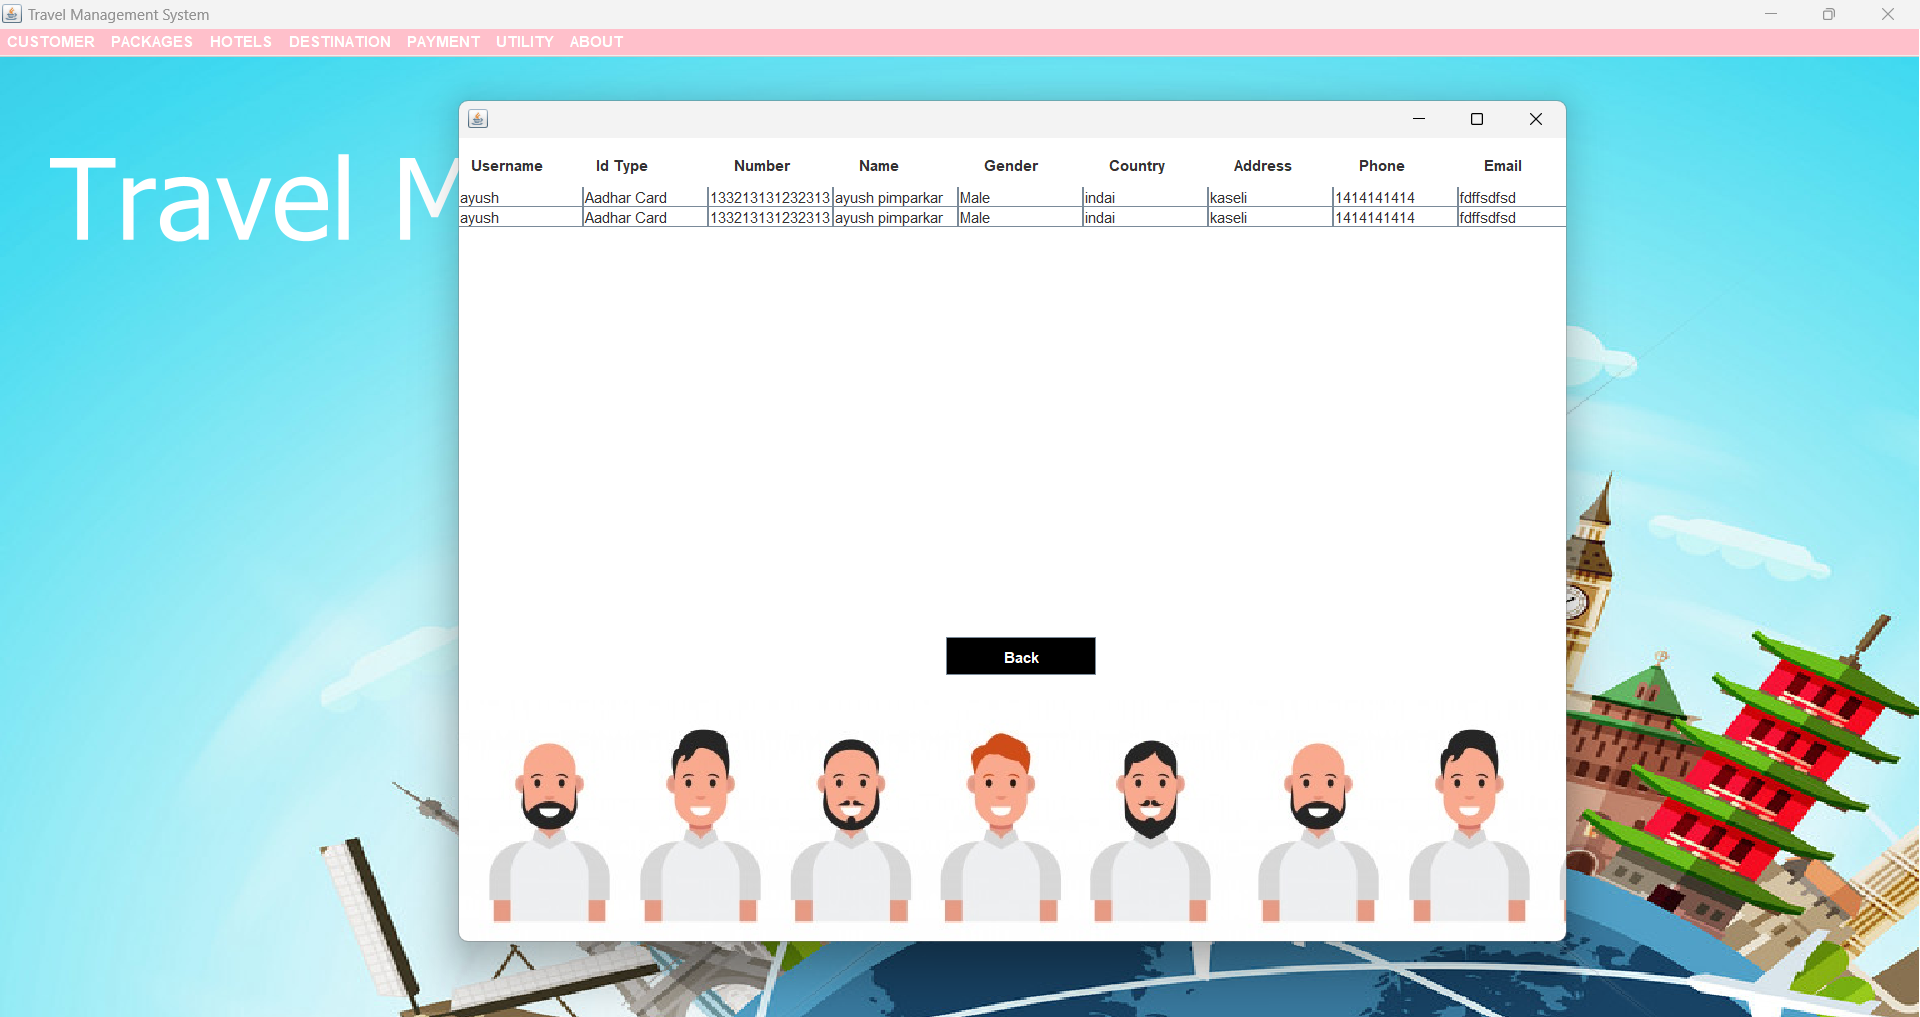 Travel Management System
CUSTOMER PACKAGES HOTELS DESTINATION PAYMENT UTILITY ABOUT
Travel M
Username Id Type Number Name Gender Country Address Phone Email
ayush Aadhar Card 133213131232313 ayush pimparkar Male indai kaseli 1414141414 fdffsdfsd
ayush Aadhar Card 133213131232313 ayush pimparkar Male indai kaseli 1414141414 fdffsdfsd
Back